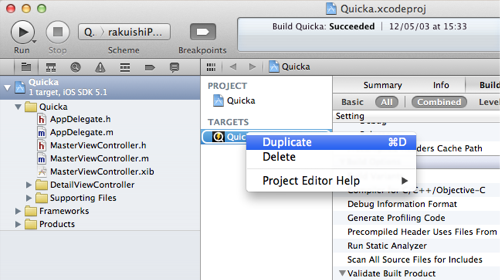 Quicka.xcodeproj
Run
Stop
Q. rakuishiP...
Scheme
Breakpoints
Build Quicka: Succeeded | 12/05/03 at 15:33
Quicka
1 target, iOS SDK 5.1
Quicka
AppDelegate.h
AppDelegate.m
MasterViewController.h
MasterViewController.m
MasterViewController.xib
DetailViewController
Supporting Files
Frameworks
Products
Quicka
PROJECT
Quicka
TARGETS
Quic
Duplicate ⌘D
Delete
Project Editor Help
Summary Info Buil
Basic All Combined Levels
Setting
Debug
ders Cache Path
Compiler for C/C++/Objective-C
Debug Information Format
Generate Profiling Code
Precompiled Header Uses Files From
Run Static Analyzer
Scan All Source Files for Includes
Validate Built Product